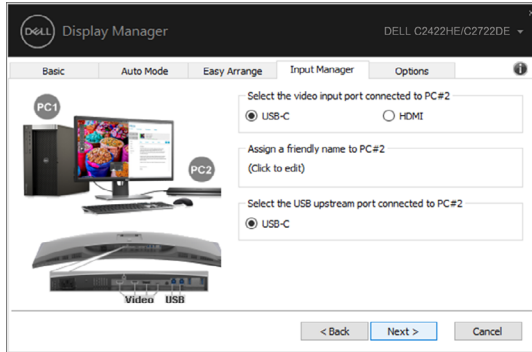 DELL Display Manager
DELL C2422HE/C2722DE
Basic
Auto Mode
Easy Arrange
Input Manager
Options
PC1
PC2
Video USB
Select the video input port connected to PC#2
USB-C
HDMI
Assign a friendly name to PC#2
(Click to edit)
Select the USB upstream port connected to PC#2
USB-C
< Back
Next >
Cancel